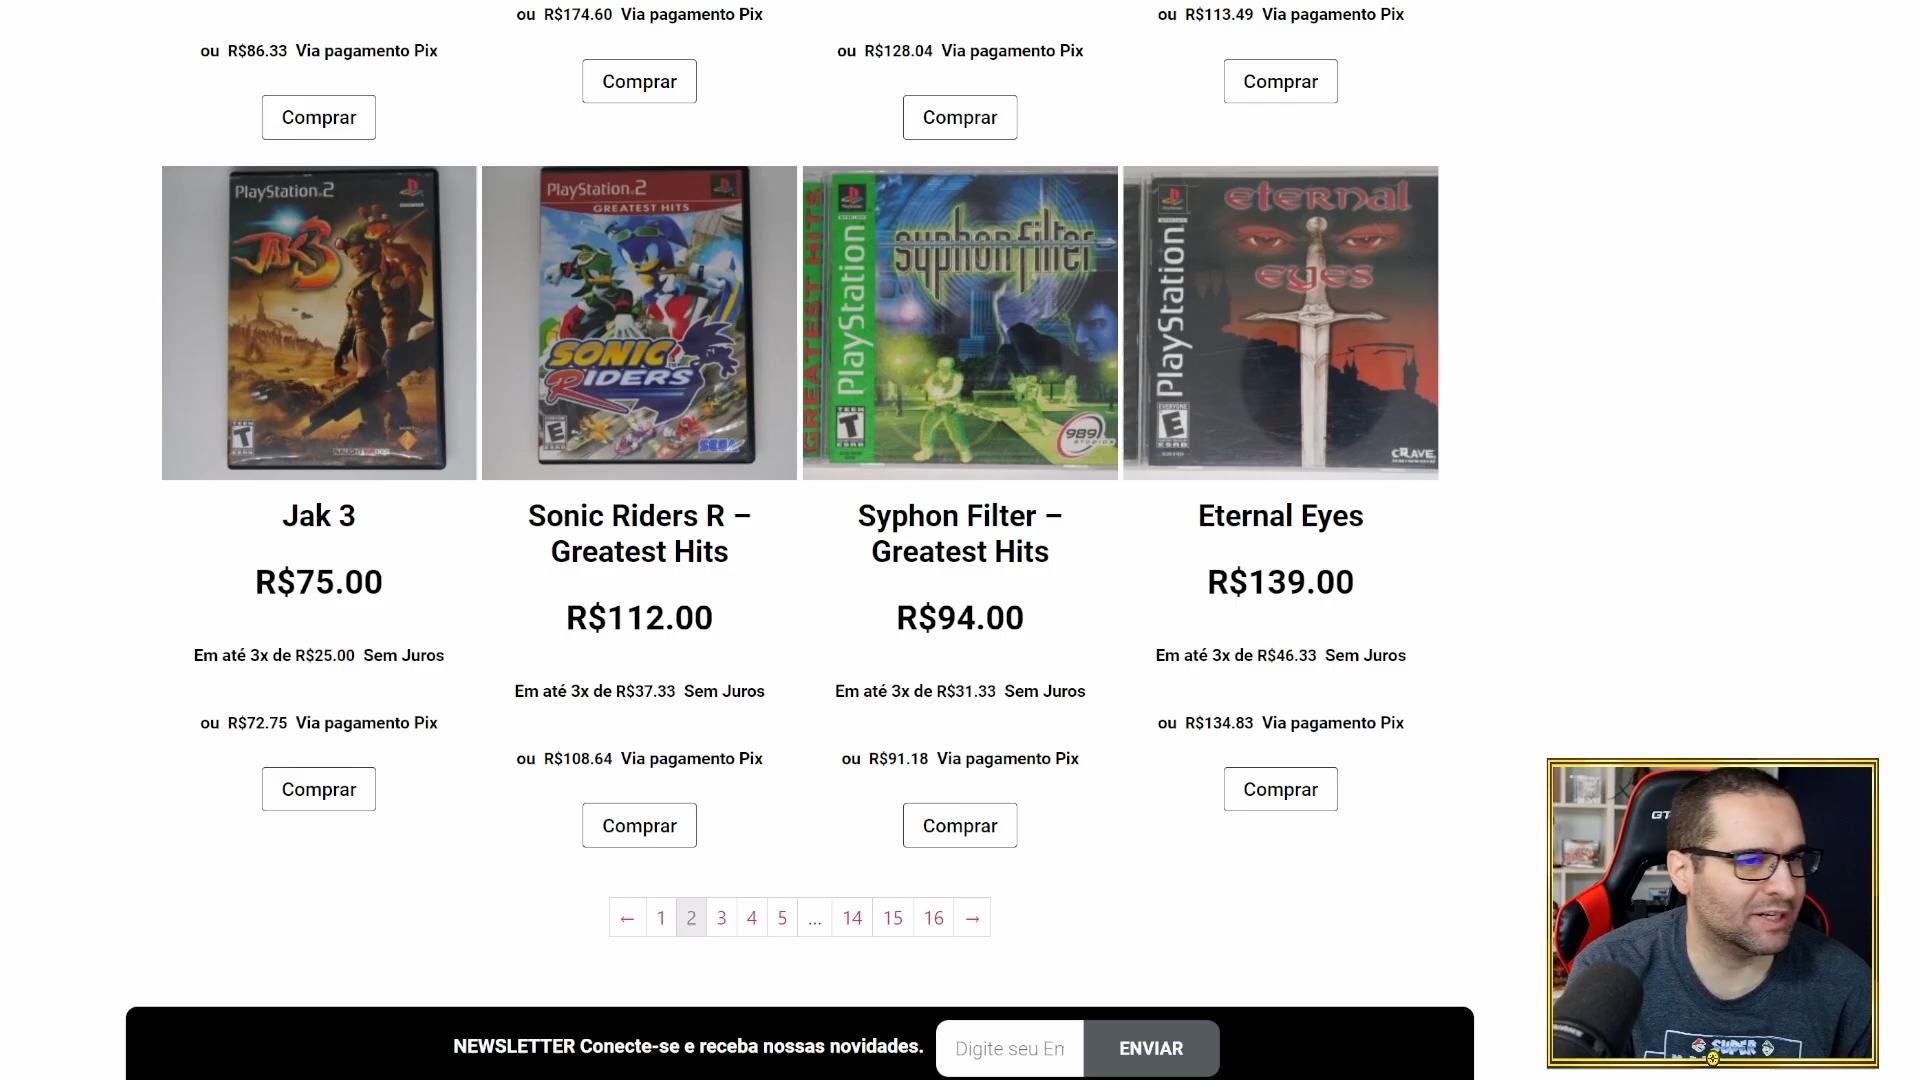 ou R$86.33 Via pagamento Pix
Comprar
ou R$174.60 Via pagamento Pix
Comprar
ou R$128.04 Via pagamento Pix
Comprar
ou R$113.49 Via pagamento Pix
Comprar
PlayStation 2
JAK 3
T
PlayStation 2
GREATEST HITS
SONIC
RIDERS
E
SEGA
GREATEST HITS
PlayStation
syphon filter
TEEN
T
ESRB
989
STUDIOS
PlayStation
eternal
eyes
EVERYONE
E
CRAVE
Jak 3
R$75.00
Em até 3x de R$25.00 Sem Juros
ou R$72.75 Via pagamento Pix
Comprar
Sonic Riders R –
Greatest Hits
R$112.00
Em até 3x de R$37.33 Sem Juros
ou R$108.64 Via pagamento Pix
Comprar
Syphon Filter –
Greatest Hits
R$94.00
Em até 3x de R$31.33 Sem Juros
ou R$91.18 Via pagamento Pix
Comprar
Eternal Eyes
R$139.00
Em até 3x de R$46.33 Sem Juros
ou R$134.83 Via pagamento Pix
Comprar
← 1 2 3 4 5 ... 14 15 16 →
NEWSLETTER Conecte-se e receba nossas novidades.
Digite seu En
ENVIAR
GT
SUPER